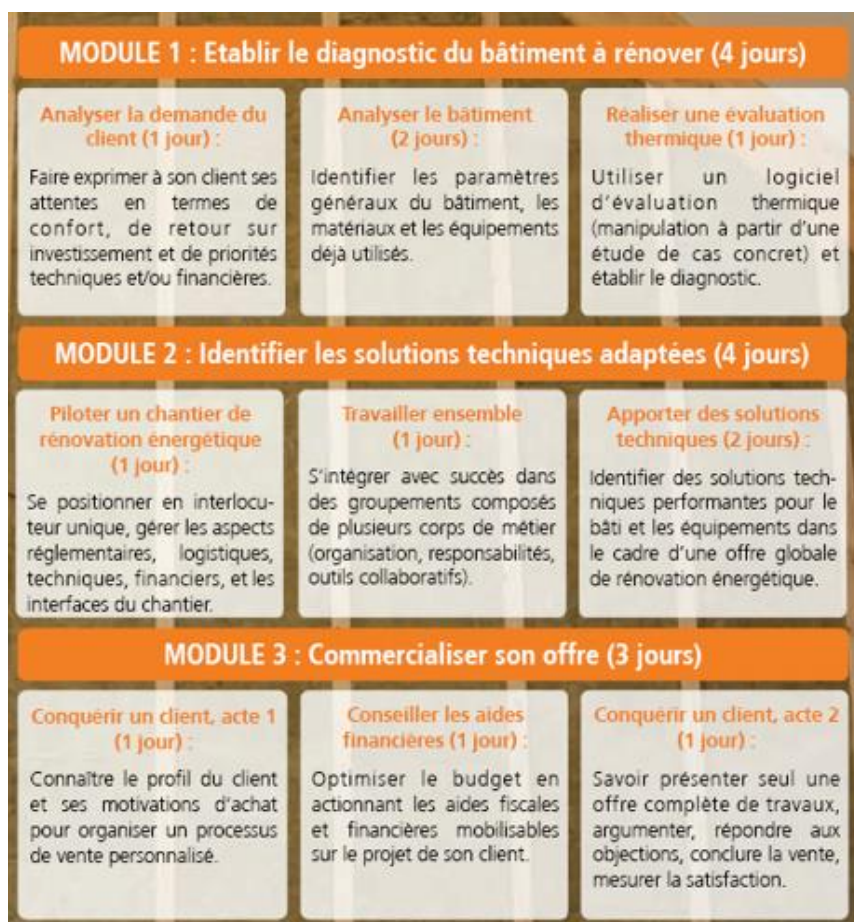 MODULE 1 : Etablir le diagnostic du bâtiment à rénover (4 jours)
Analyser la demande du
client (1 jour) :
Faire exprimer à son client ses
attentes en termes de
confort, de retour sur
investissement et de priorités
techniques et/ou financières.
Analyser le bâtiment
(2 jours) :
Identifier les paramètres
généraux du bâtiment, les
matériaux et les équipements
déjà utilisés.
Réaliser une évaluation
thermique (1 jour) :
Utiliser un logiciel
d'évaluation thermique
(manipulation à partir d'une
étude de cas concret) et
établir le diagnostic.
MODULE 2 : Identifier les solutions techniques adaptées (4 jours)
Piloter un chantier de
rénovation énergétique
(1 jour) :
Se positionner en interlocu-
teur unique, gérer les aspects
réglementaires, logistiques,
techniques, financiers, et les
interfaces du chantier.
Travailler ensemble
(1 jour) :
S'intégrer avec succès dans
des groupements composés
de plusieurs corps de métier
(organisation, responsabilités,
outils collaboratifs).
Apporter des solutions
techniques (2 jours) :
Identifier des solutions tech-
niques performantes pour le
bâti et les équipements dans
le cadre d'une offre globale
de rénovation énergétique.
MODULE 3 : Commercialiser son offre (3 jours)
Conquérir un client, acte 1
(1 jour) :
Connaître le profil du client
et ses motivations d'achat
pour organiser un processus
de vente personnalisé.
Conseiller les aides
financières (1 jour) :
Optimiser le budget en
actionnant les aides fiscales
et financières mobilisables
sur le projet de son client.
Conquérir un client, acte 2
(1 jour) :
Savoir présenter seul une
offre complète de travaux,
argumenter, répondre aux
objections, conclure la vente,
mesurer la satisfaction.